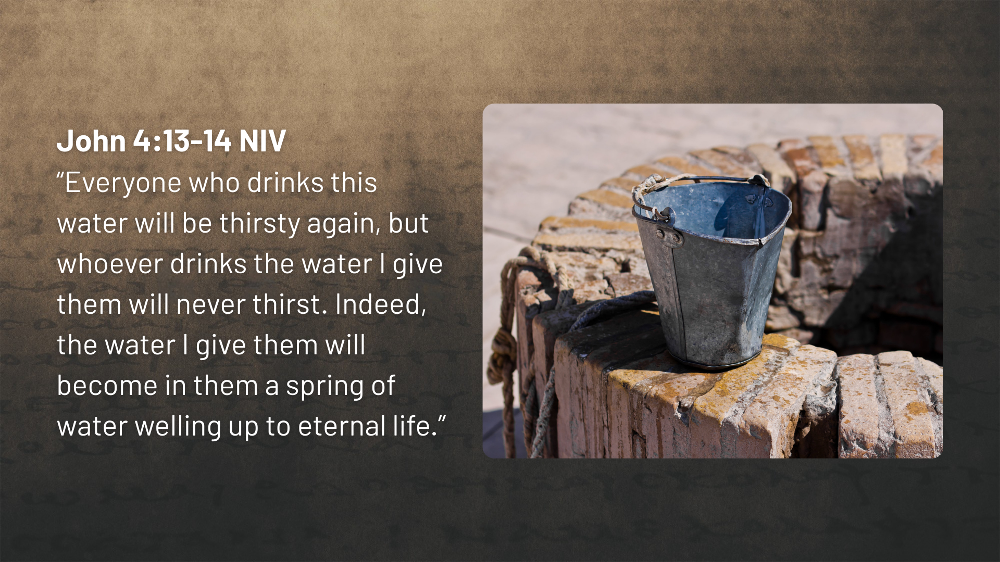 John 4:13-14 NIV
“Everyone who drinks this
water will be thirsty again, but
whoever drinks the water I give
them will never thirst. Indeed,
the water I give them will
become in them a spring of
water welling up to eternal life.”